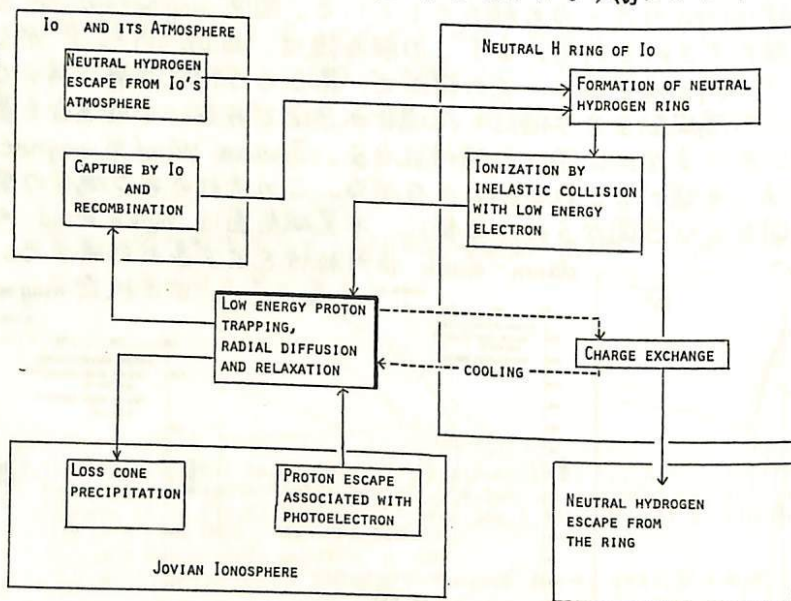 Io AND ITS ATMOSPHERE
NEUTRAL HYDROGEN
ESCAPE FROM IO'S
ATMOSPHERE
CAPTURE BY IO
AND
RECOMBINATION
NEUTRAL H RING OF IO
FORMATION OF NEUTRAL
HYDROGEN RING
IONIZATION BY
INELASTIC COLLISION
WITH LOW ENERGY
ELECTRON
LOW ENERGY PROTON
TRAPPING,
RADIAL DIFFUSION
AND RELAXATION
CHARGE EXCHANGE
COOLING
LOSS CONE
PRECIPITATION
PROTON ESCAPE
ASSOCIATED WITH
PHOTOELECTRON
JOVIAN IONOSPHERE
NEUTRAL HYDROGEN
ESCAPE FROM
THE RING